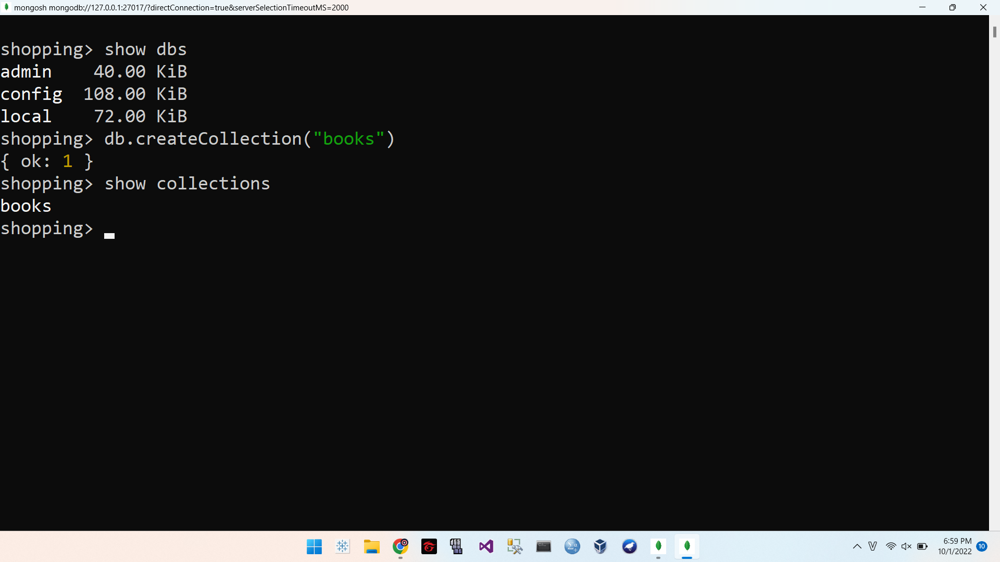 mongosh mongodb://127.0.0.1:27017/?directConnection=true&serverSelectionTimeoutMS=2000
shopping> show dbs
admin    40.00 KiB
config  108.00 KiB
local    72.00 KiB
shopping> db.createCollection("books")
{ ok: 1 }
shopping> show collections
books
shopping>
6:59 PM
10/1/2022
10